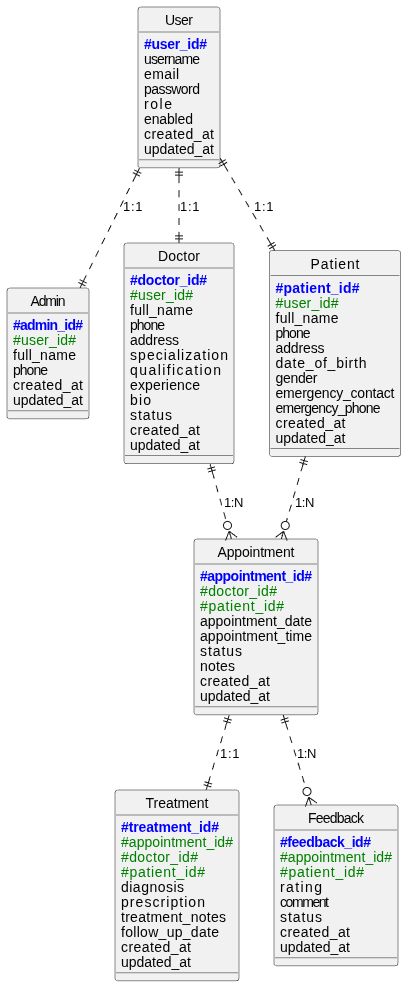 User
#user_id#
username
email
password
role
enabled
created_at
updated_at
1:1
1:1
1:1
Admin
#admin_id#
#user_id#
full_name
phone
created_at
updated_at
Doctor
#doctor_id#
#user_id#
full_name
phone
address
specialization
qualification
experience
bio
status
created_at
updated_at
Patient
#patient_id#
#user_id#
full_name
phone
address
date_of_birth
gender
emergency_contact
emergency_phone
created_at
updated_at
1:N
1:N
Appointment
#appointment_id#
#doctor_id#
#patient_id#
appointment_date
appointment_time
status
notes
created_at
updated_at
1:1
1:N
Treatment
#treatment_id#
#appointment_id#
#doctor_id#
#patient_id#
diagnosis
prescription
treatment_notes
follow_up_date
created_at
updated_at
Feedback
#feedback_id#
#appointment_id#
#patient_id#
rating
comment
status
created_at
updated_at